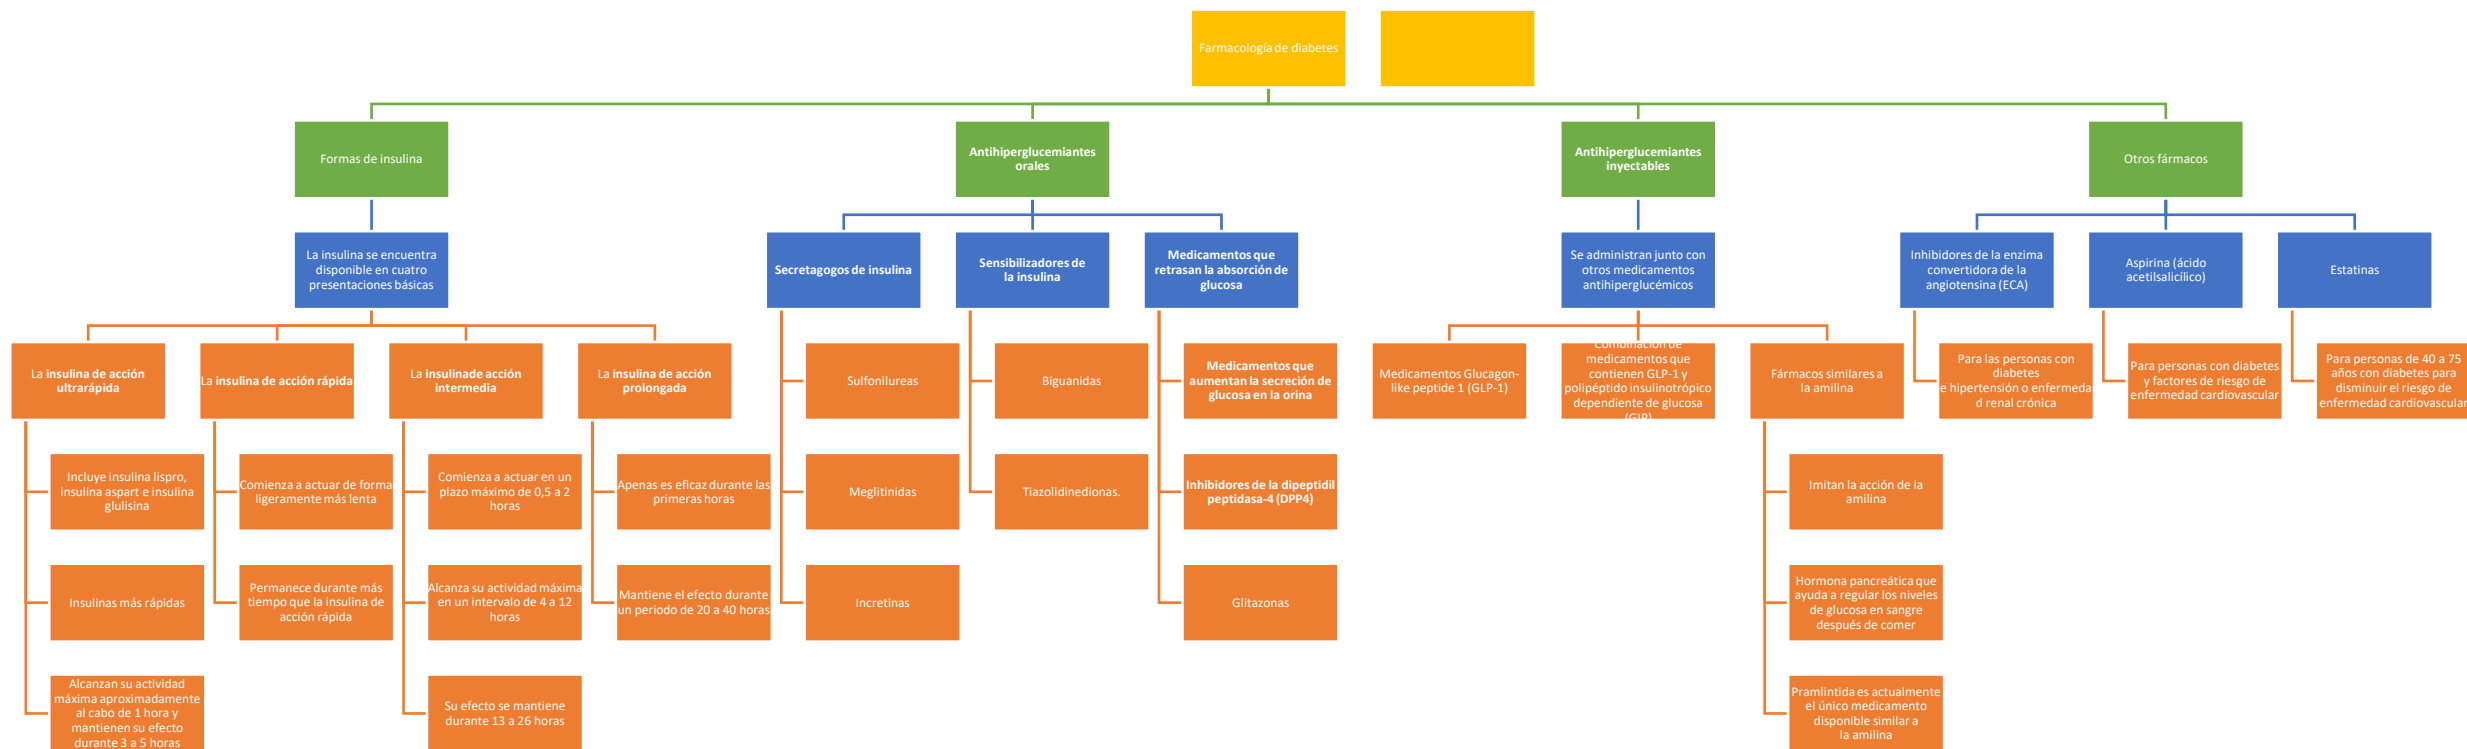 Farmacología de diabetes
Formas de insulina
Antihiperglucemiantes
orales
Antihiperglucemiantes
inyectables
Otros fármacos
La insulina se encuentra
disponible en cuatro
presentaciones básicas
Secretagogos de insulina
Sensibilizadores de
la insulina
Medicamentos que
retrasan la absorción de
glucosa
Se administran junto con
otros medicamentos
antihiperglucémicos
Inhibidores de la enzima
convertidora de la
angiotensina (ECA)
Aspirina (ácido
acetilsalicílico)
Estatinas
La insulina de acción
ultrarápida
La insulina de acción rápida
La insulinade acción
intermedia
La insulina de acción
prolongada
Sulfonilureas
Biguanidas
Medicamentos que
aumentan la secreción de
glucosa en la orina
Medicamentos Glucagon-
like peptide 1 (GLP-1)
Combinación de
medicamentos que
contienen GLP-1 y
polipéptido insulinotrópico
dependiente de glucosa
(GIP)
Fármacos similares a
la amilina
Para las personas con
diabetes
e hipertensión o enfermeda
d renal crónica
Para personas con diabetes
y factores de riesgo de
enfermedad cardiovascular
Para personas de 40 a 75
años con diabetes para
disminuir el riesgo de
enfermedad cardiovascular
Incluye insulina lispro,
insulina aspart e insulina
glulisina
Comienza a actuar de forma
ligeramente más lenta
Comienza a actuar en un
plazo máximo de 0,5 a 2
horas
Apenas es eficaz durante las
primeras horas
Meglitinidas
Tiazolidinedionas.
Inhibidores de la dipeptidil
peptidasa-4 (DPP4)
Imitan la acción de la
amilina
Insulinas más rápidas
Permanece durante más
tiempo que la insulina de
acción rápida
Alcanza su actividad máxima
en un intervalo de 4 a 12
horas
Mantiene el efecto durante
un periodo de 20 a 40 horas
Incretinas
Glitazonas
Hormona pancreática que
ayuda a regular los niveles
de glucosa en sangre
después de comer
Alcanzan su actividad
máxima aproximadamente
al cabo de 1 hora y
mantienen su efecto
durante 3 a 5 horas
Su efecto se mantiene
durante 13 a 26 horas
Pramlintida es actualmente
el único medicamento
disponible similar a
la amilina